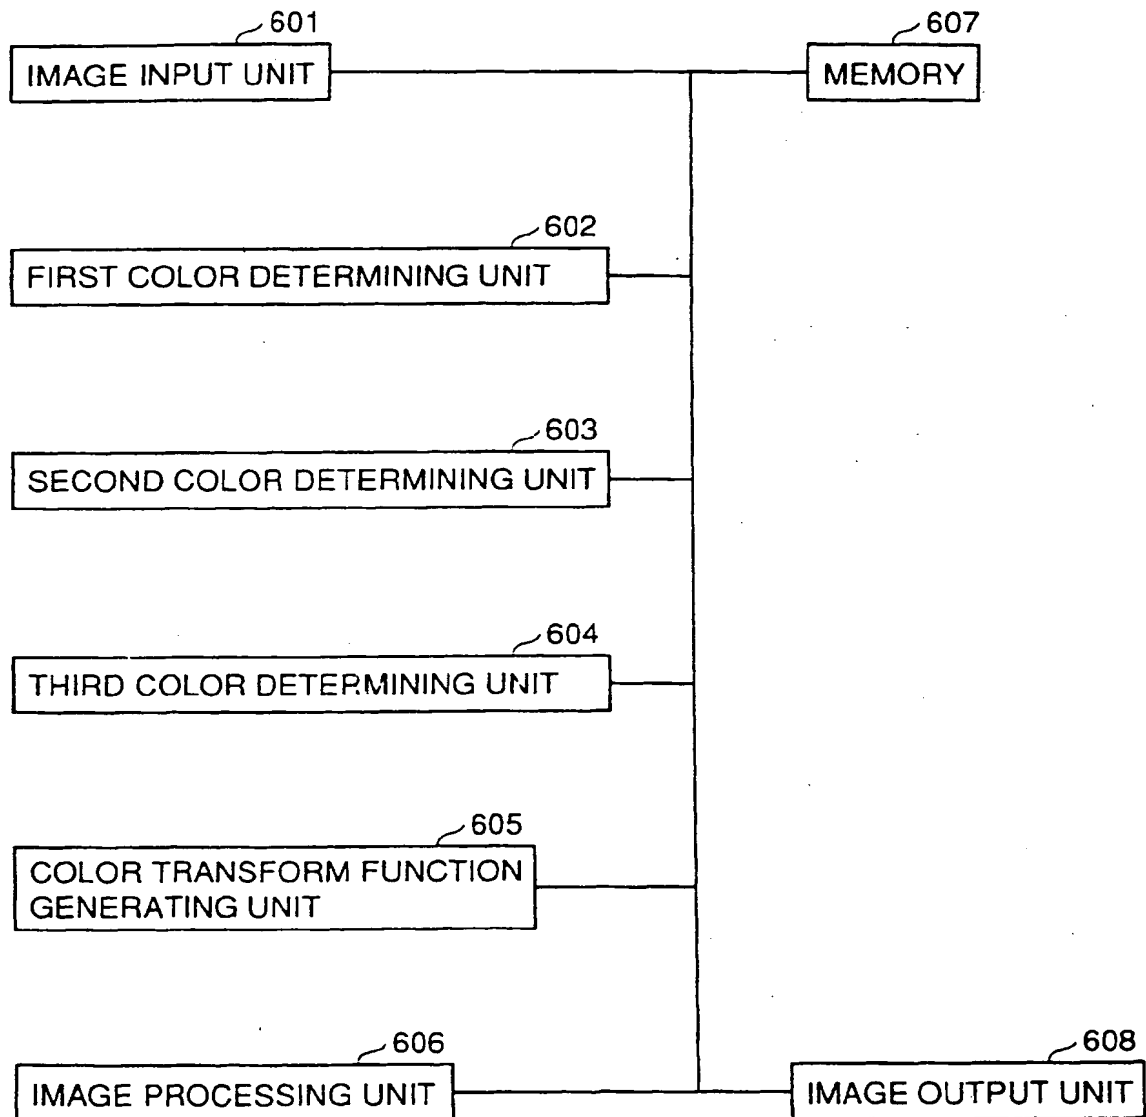 601
IMAGE INPUT UNIT
607
MEMORY
602
FIRST COLOR DETERMINING UNIT
603
SECOND COLOR DETERMINING UNIT
604
THIRD COLOR DETERMINING UNIT
605
COLOR TRANSFORM FUNCTION
GENERATING UNIT
606
IMAGE PROCESSING UNIT
608
IMAGE OUTPUT UNIT